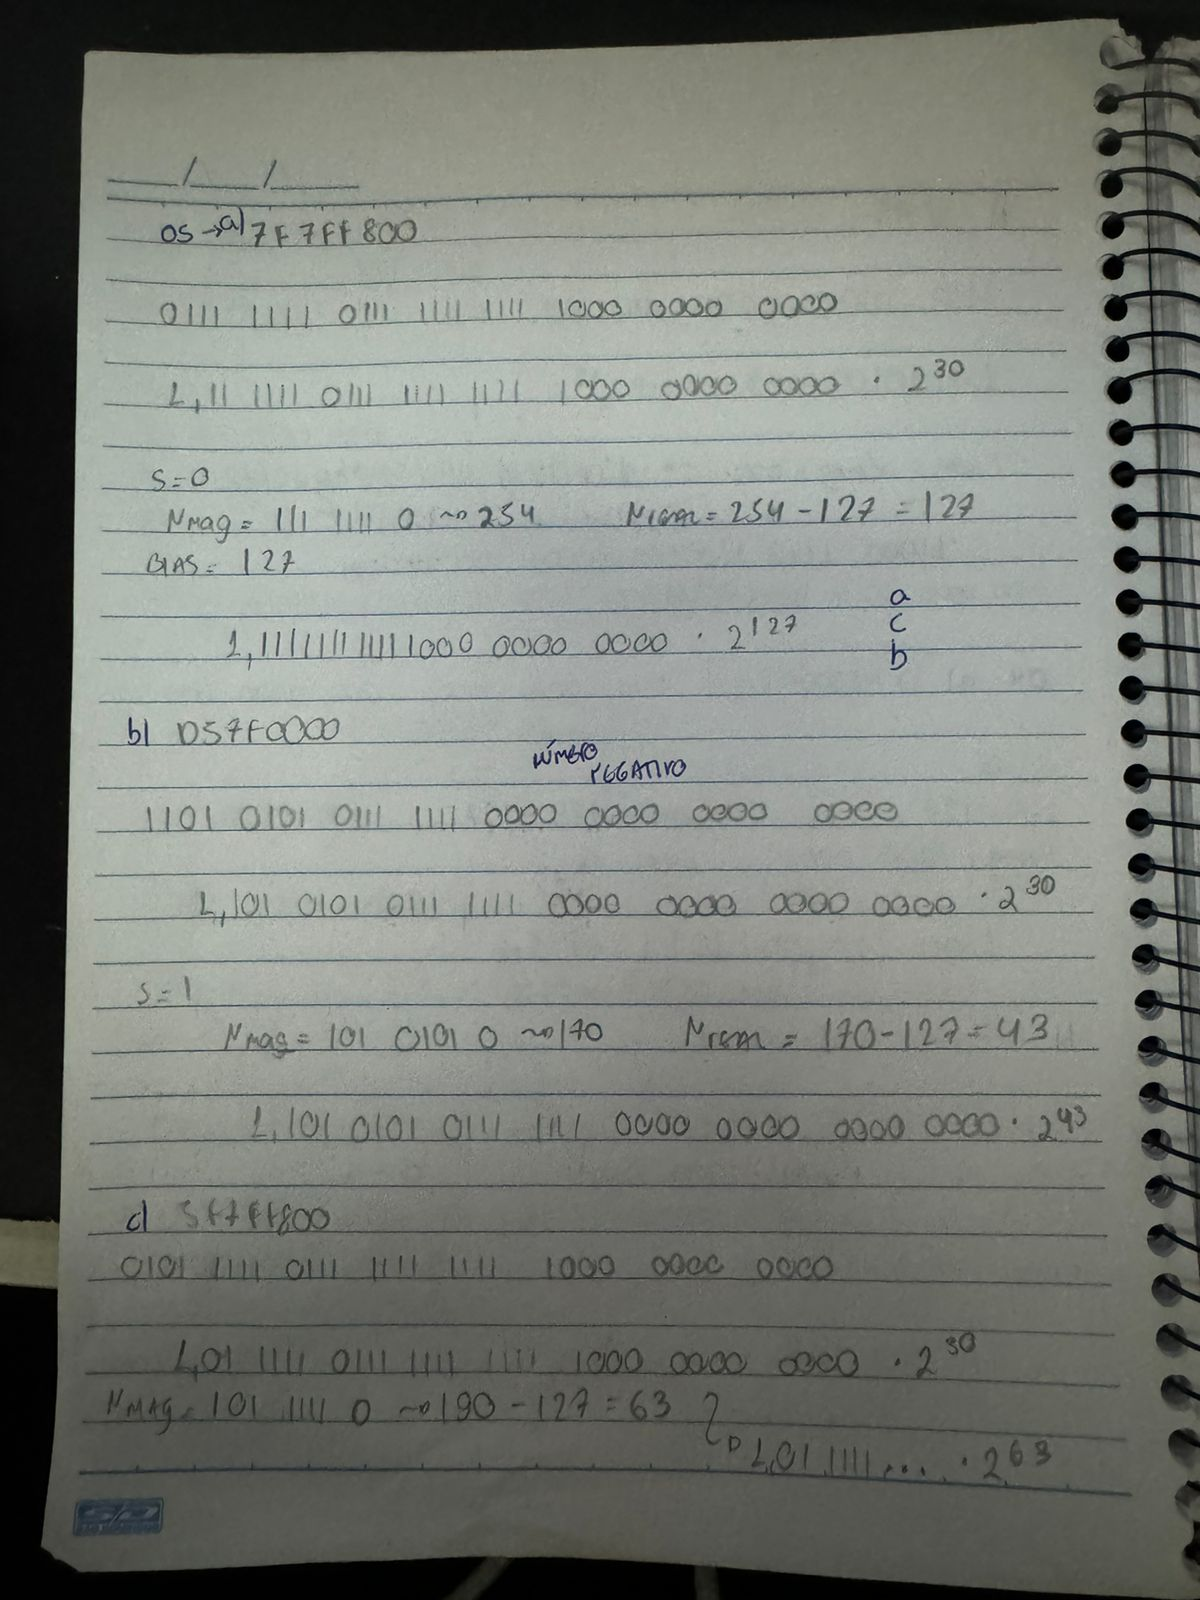 ___/___/___
05 → a) 7F7FF800
0111 1111 0111 1111 1111 1000 0000 0000
1,11 1111 0111 1111 1111 1000 0000 0000 . 2^30
S=0
NMAG = 111 1111 0 ~> 254 = 254 - 127 = 127
BIAS = 127
a
c
1,1111111111111000 0000 0000 . 2^127
b
b) D57F0000
NÚMERO
NEGATIVO
1101 0101 0111 1111 0000 0000 0000 0000
1,101 0101 0111 1111 0000 0000 0000 0000 . 2^30
S=1
NMAG = 101 0101 0 ~> 170 = 170-127=43
1,101 0101 0111 1111 0000 0000 0000 0000 . 2^43
c) 5F7FF800
0101 1111 0111 1111 1111 1000 0000 0000
1,01 1111 0111 1111 1111 1000 0000 0000 . 2^30
NMAG = 101 1111 0 ~> 190 - 127 = 63
1,01 1111.... . 2^63